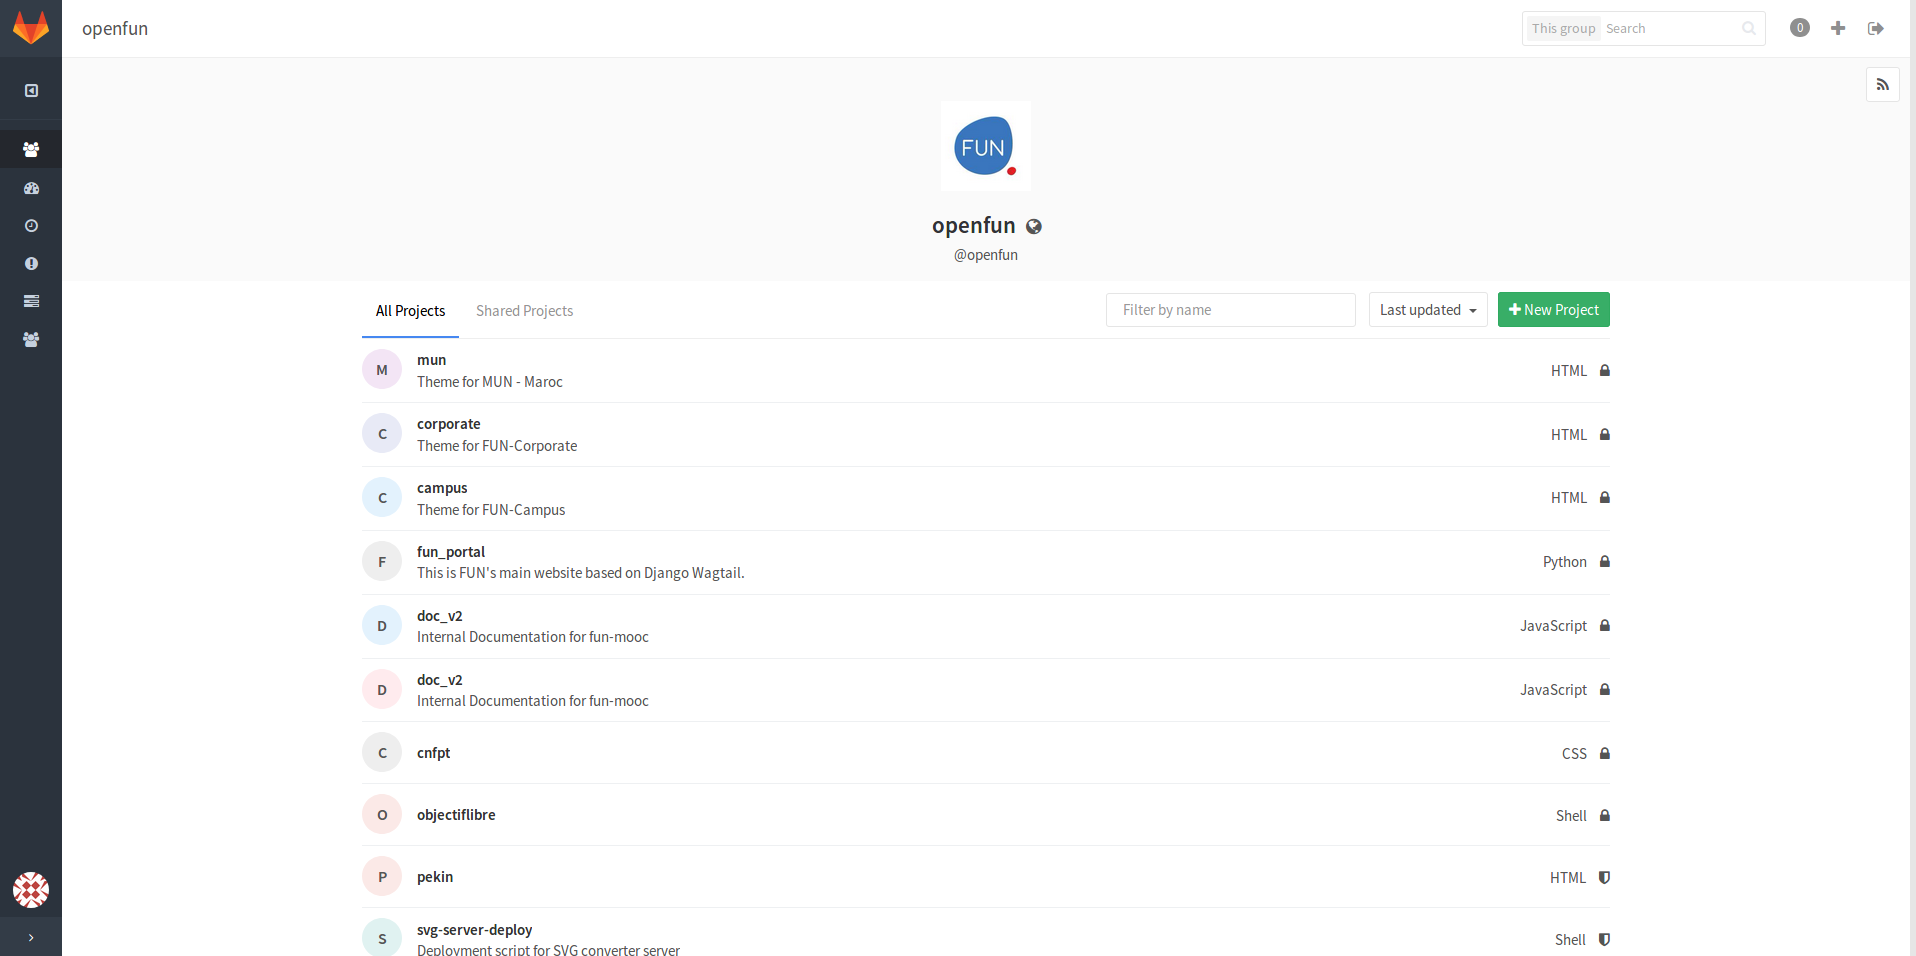 openfun
This group Search
0
FUN
openfun
@openfun
All Projects Shared Projects Filter by name Last updated New Project
M mun
Theme for MUN - Maroc
HTML
C corporate
Theme for FUN-Corporate
HTML
C campus
Theme for FUN-Campus
HTML
F fun_portal
This is FUN's main website based on Django Wagtail.
Python
D doc_v2
Internal Documentation for fun-mooc
JavaScript
D doc_v2
Internal Documentation for fun-mooc
JavaScript
C cnfpt CSS
O objectiflibre Shell
P pekin HTML
S svg-server-deploy
Deployment script for SVG converter server
Shell